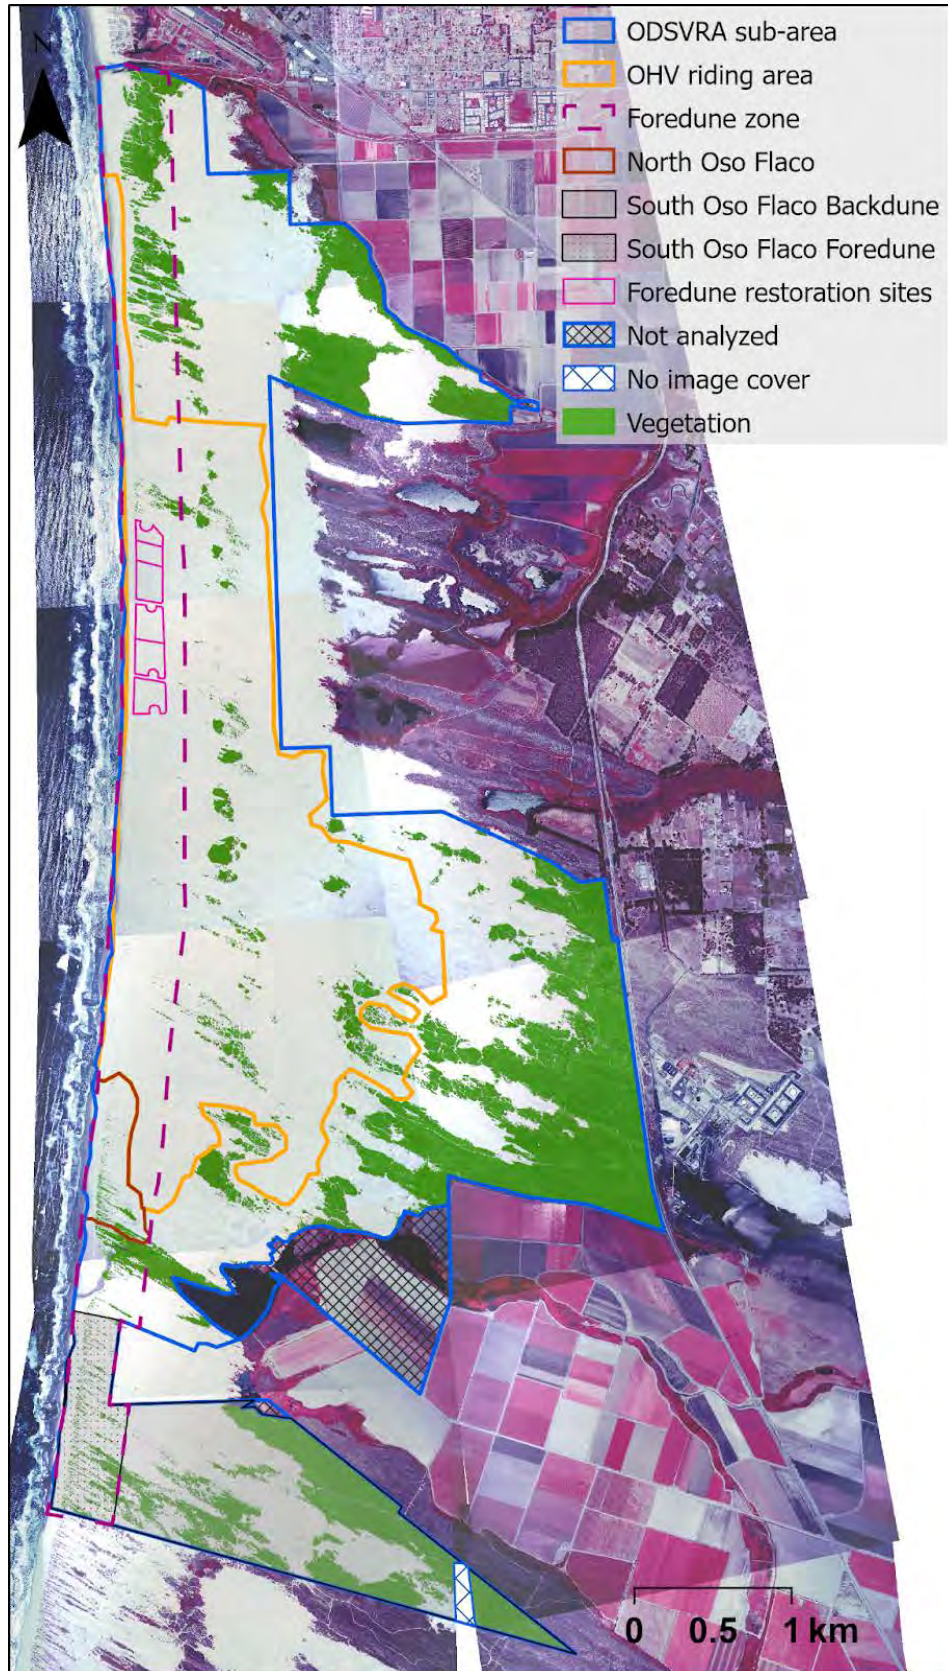 N
ODSVRA sub-area
OHV riding area
Foredune zone
North Oso Flaco
South Oso Flaco Backdune
South Oso Flaco Foredune
Foredune restoration sites
Not analyzed
No image cover
Vegetation
0 0.5 1 km